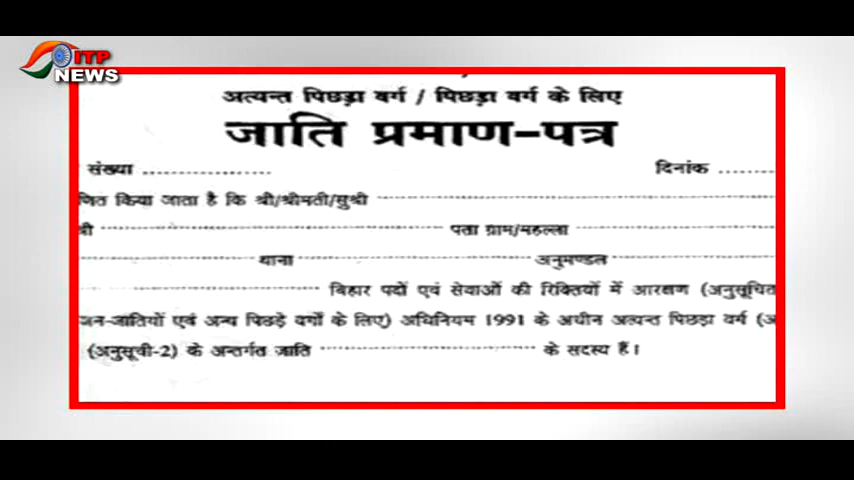 ITP
NEWS
अत्यन्त पिछड़ा वर्ग / पिछड़ा वर्ग के लिए
जाति प्रमाण-पत्र
संख्या ...................
दिनांक ........
णित किया जाता है कि श्री/श्रीमती/सुश्री ..............................
री ........................ पता ग्राम/महल्ला ..............................
.............................. थाना .............................. अनुमण्डल ..............................
.............................. बिहार पदों एवं सेवाओं की रिक्तियों में आरक्षण (अनुसूचित
जन-जातियों एवं अन्य पिछड़े वर्गों के लिए) अधिनियम 1991 के अधीन अत्यन्त पिछड़ा वर्ग (अ
(अनुसूची-2) के अन्तर्गत जाति .............................. के सदस्य हैं।